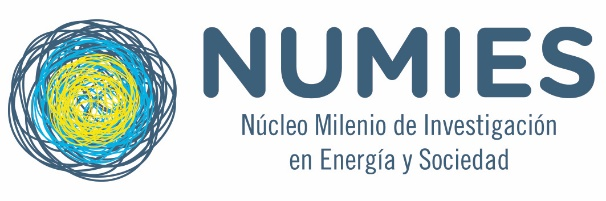 NUMIES
Núcleo Milenio de Investigación
en Energía y Sociedad